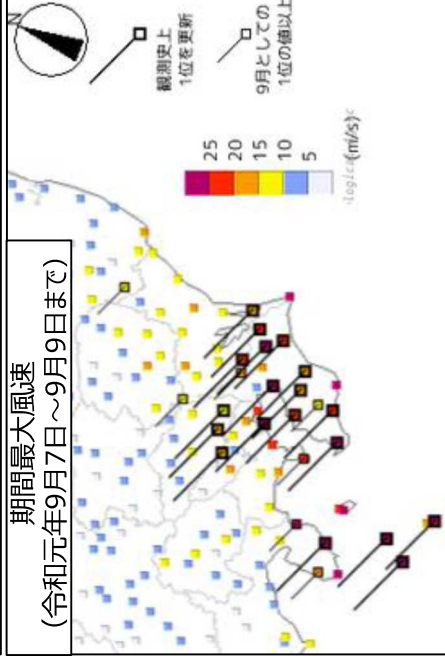 期間最大風速
(令和元年9月7日～9月9日まで)
N
観測史上
1位を更新
9月としての
1位の値以上
25
20
15
10
5
(m/s)